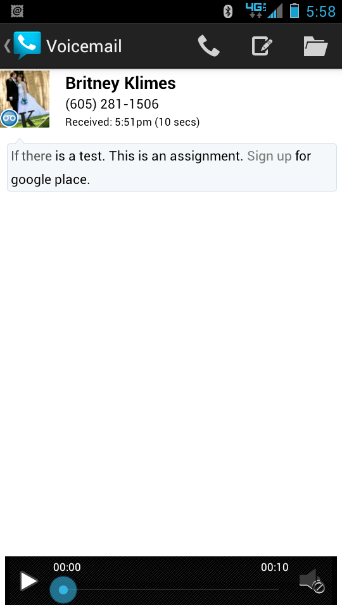 4G 5:58
Voicemail
Britney Klimes
(605) 281-1506
Received: 5:51pm (10 secs)
If there is a test. This is an assignment. Sign up for
google place.
00:00 00:10